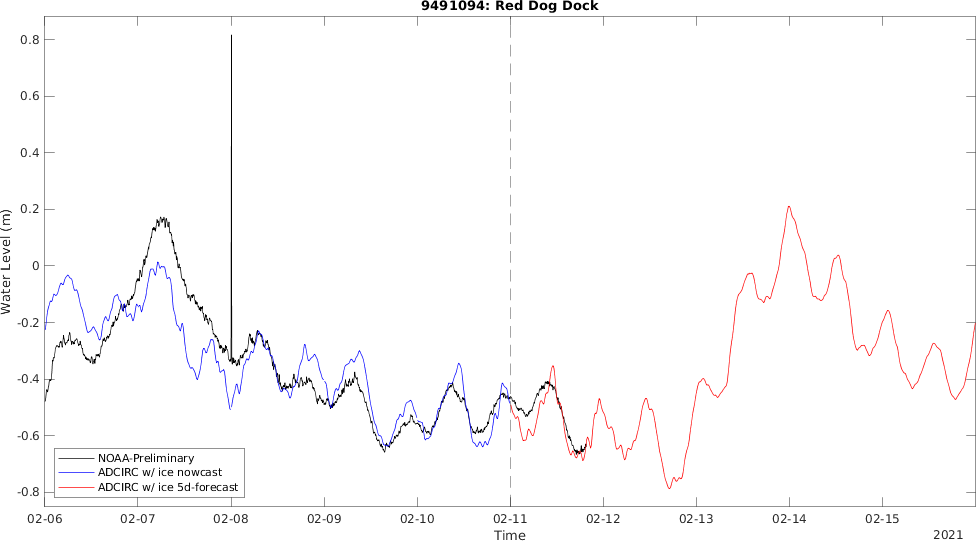 9491094: Red Dog Dock
Water Level (m)
0.8
0.6
0.4
0.2
0
-0.2
-0.4
-0.6
-0.8
NOAA-Preliminary
ADCIRC w/ ice nowcast
ADCIRC w/ ice 5d-forecast
02-06 02-07 02-08 02-09 02-10 02-11 02-12 02-13 02-14 02-15
Time
2021